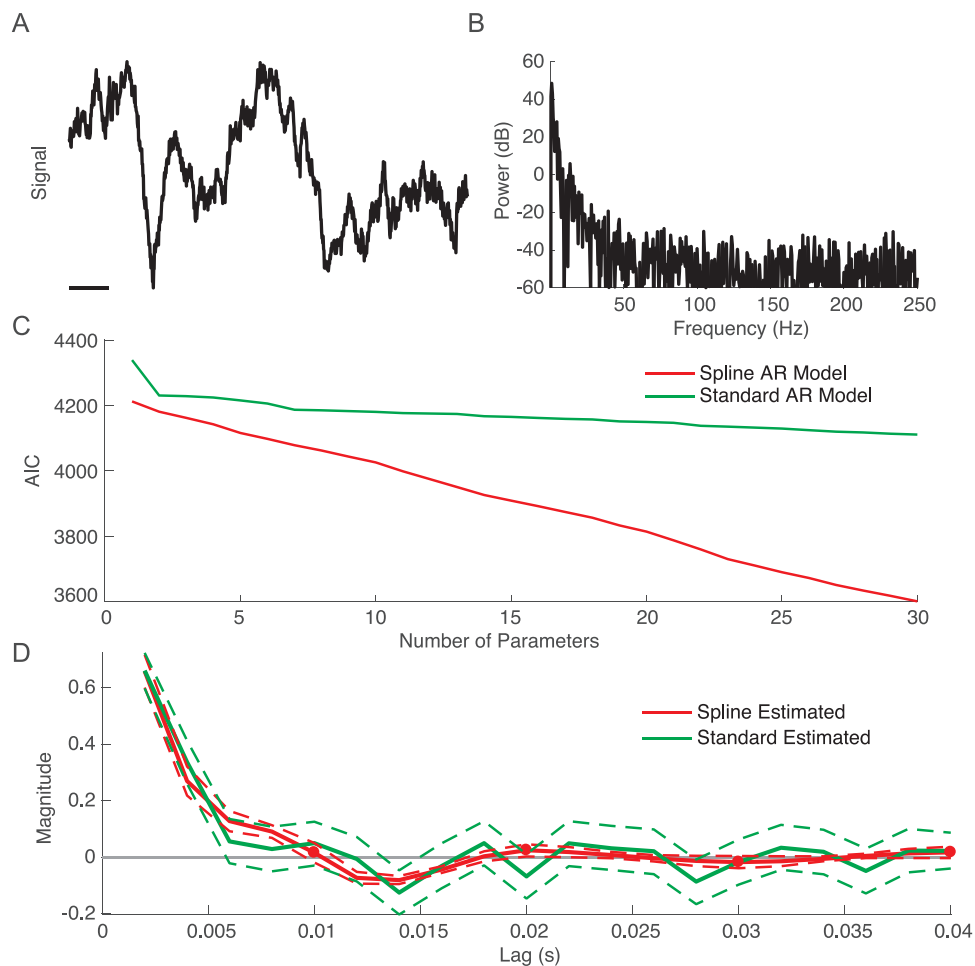 A
Signal
B
60
40
20
0
-20
-40
-60
Power (dB)
50 100 150 200 250
Frequency (Hz)
C
4400
4200
4000
3800
3600
AIC
Spline AR Model
Standard AR Model
0 5 10 15 20 25 30
Number of Parameters
D
0.6
0.4
0.2
0
-0.2
Magnitude
Spline Estimated
Standard Estimated
0 0.005 0.01 0.015 0.02 0.025 0.03 0.035 0.04
Lag (s)